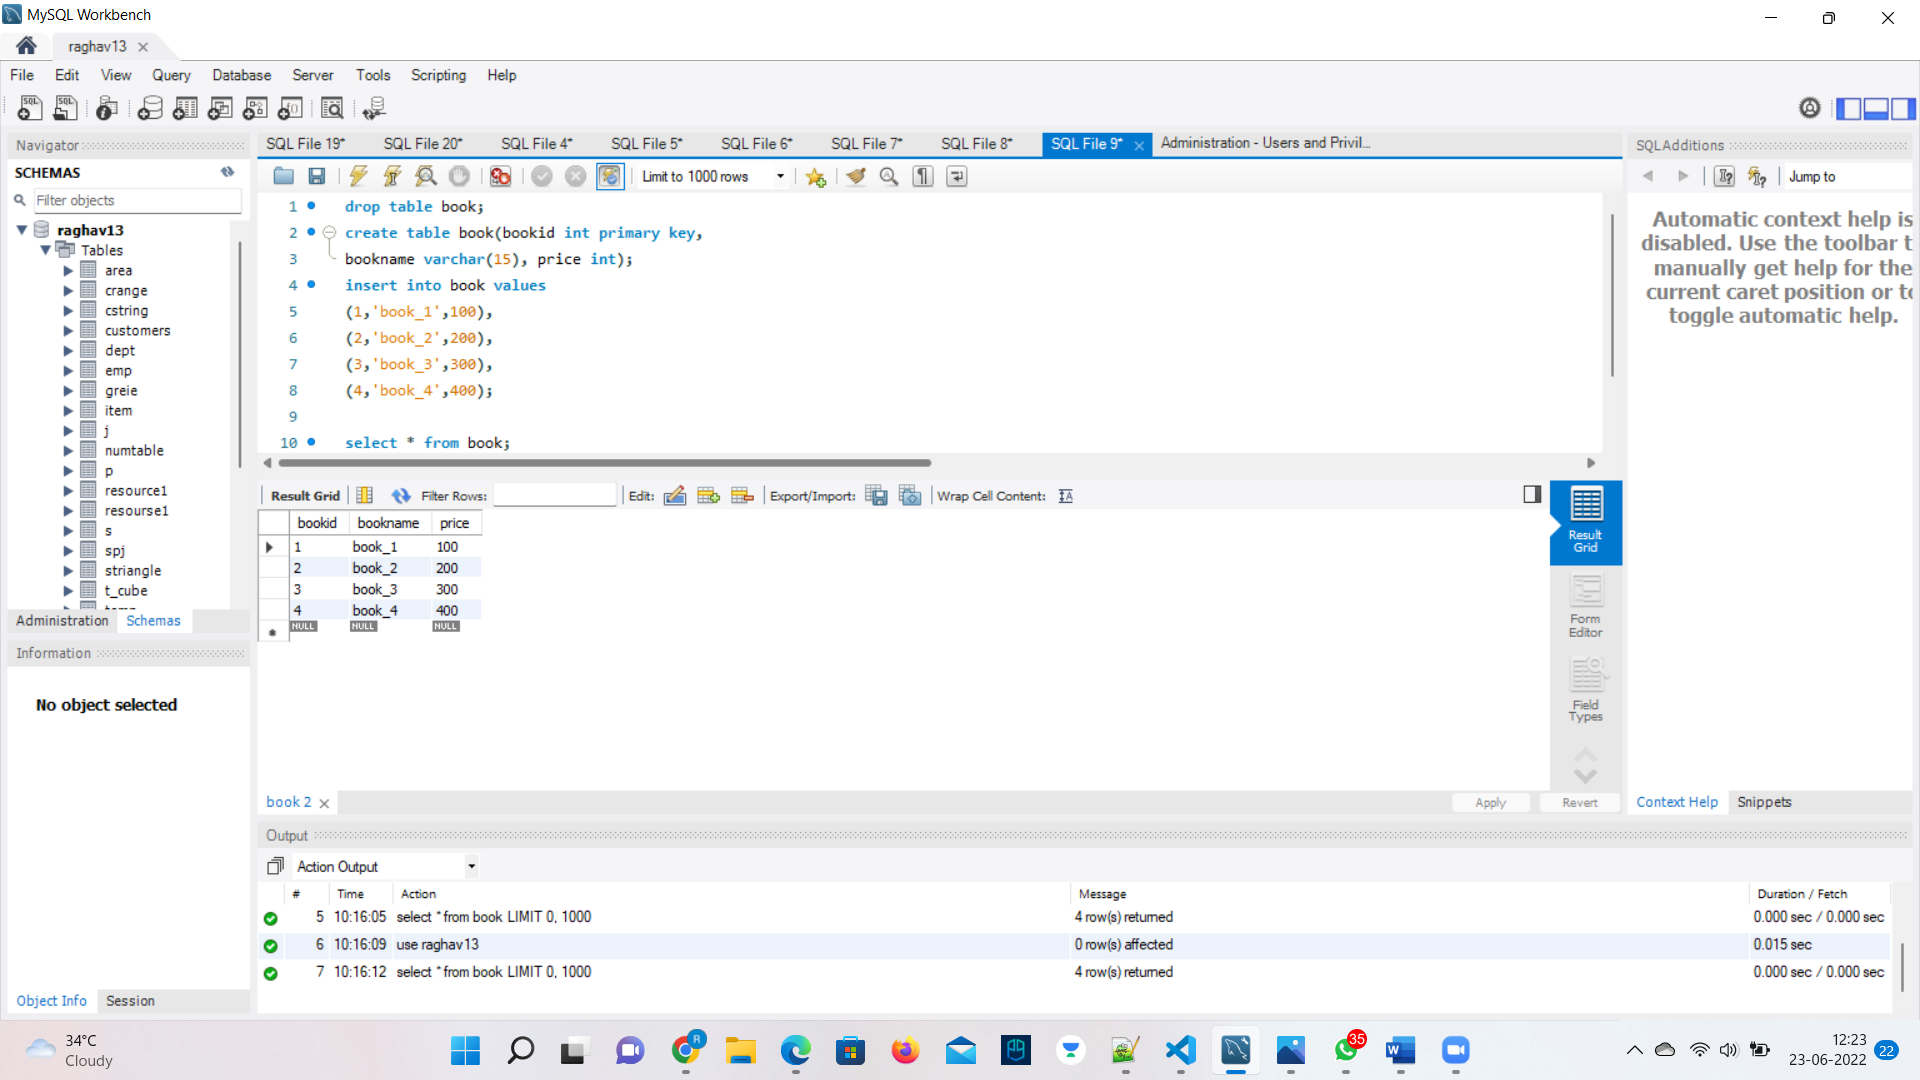 MySQL Workbench
raghav13
File Edit View Query Database Server Tools Scripting Help
Navigator
SCHEMAS
Filter objects
raghav13
Tables
area
crange
cstring
customers
dept
emp
greie
item
j
numtable
p
resource1
resourse1
s
spj
striangle
t_cube
Administration Schemas
Information
No object selected
Object Info Session
SQL File 19* SQL File 20* SQL File 4* SQL File 5* SQL File 6* SQL File 7* SQL File 8* SQL File 9* Administration - Users and Privil...
Limit to 1000 rows
1 drop table book;
2 create table book(bookid int primary key,
3 bookname varchar(15), price int);
4 insert into book values
5 (1,'book_1',100),
6 (2,'book_2',200),
7 (3,'book_3',300),
8 (4,'book_4',400);
9
10 select * from book;
Result Grid Filter Rows: Edit: Export/Import: Wrap Cell Content: IA
bookid bookname price
1 book_1 100
2 book_2 200
3 book_3 300
4 book_4 400
NULL NULL NULL
Result
Grid
Form
Editor
Field
Types
book 2 Apply Revert
SQLAdditions
Jump to
Automatic context help is
disabled. Use the toolbar t
manually get help for the
current caret position or to
toggle automatic help.
Context Help Snippets
Output
Action Output
# Time Action Message Duration / Fetch
5 10:16:05 select * from book LIMIT 0, 1000 4 row(s) returned 0.000 sec / 0.000 sec
6 10:16:09 use raghav13 0 row(s) affected 0.015 sec
7 10:16:12 select * from book LIMIT 0, 1000 4 row(s) returned 0.000 sec / 0.000 sec
34°C
Cloudy
R
35
12:23
23-06-2022
22